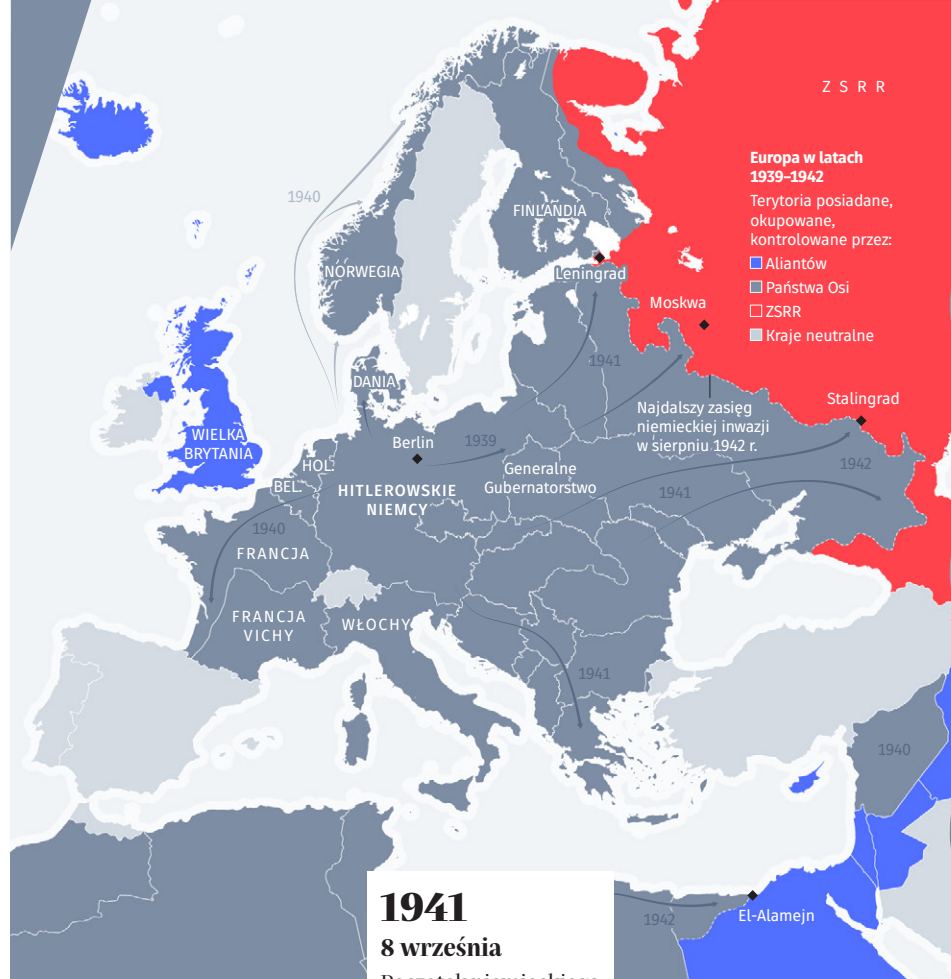 Z S R R
Europa w latach
1939–1942
Terytoria posiadane,
okupowane,
kontrolowane przez:
Aliantów
Państwa Osi
ZSRR
Kraje neutralne
1940
FINLANDIA
NORWEGIA
Leningrad
Moskwa
1941
DANIA
Stalingrad
Najdalszy zasięg
niemieckiej inwazji
w sierpniu 1942 r.
WIELKA
BRYTANIA
Berlin
1939
HOL.
BEL.
Generalne
Gubernatorstwo
1942
HITLEROWSKIE
NIEMCY
1941
1940
FRANCJA
FRANCJA
VICHY
WŁOCHY
1941
1940
1942
El-Alamejn
1941
8 września